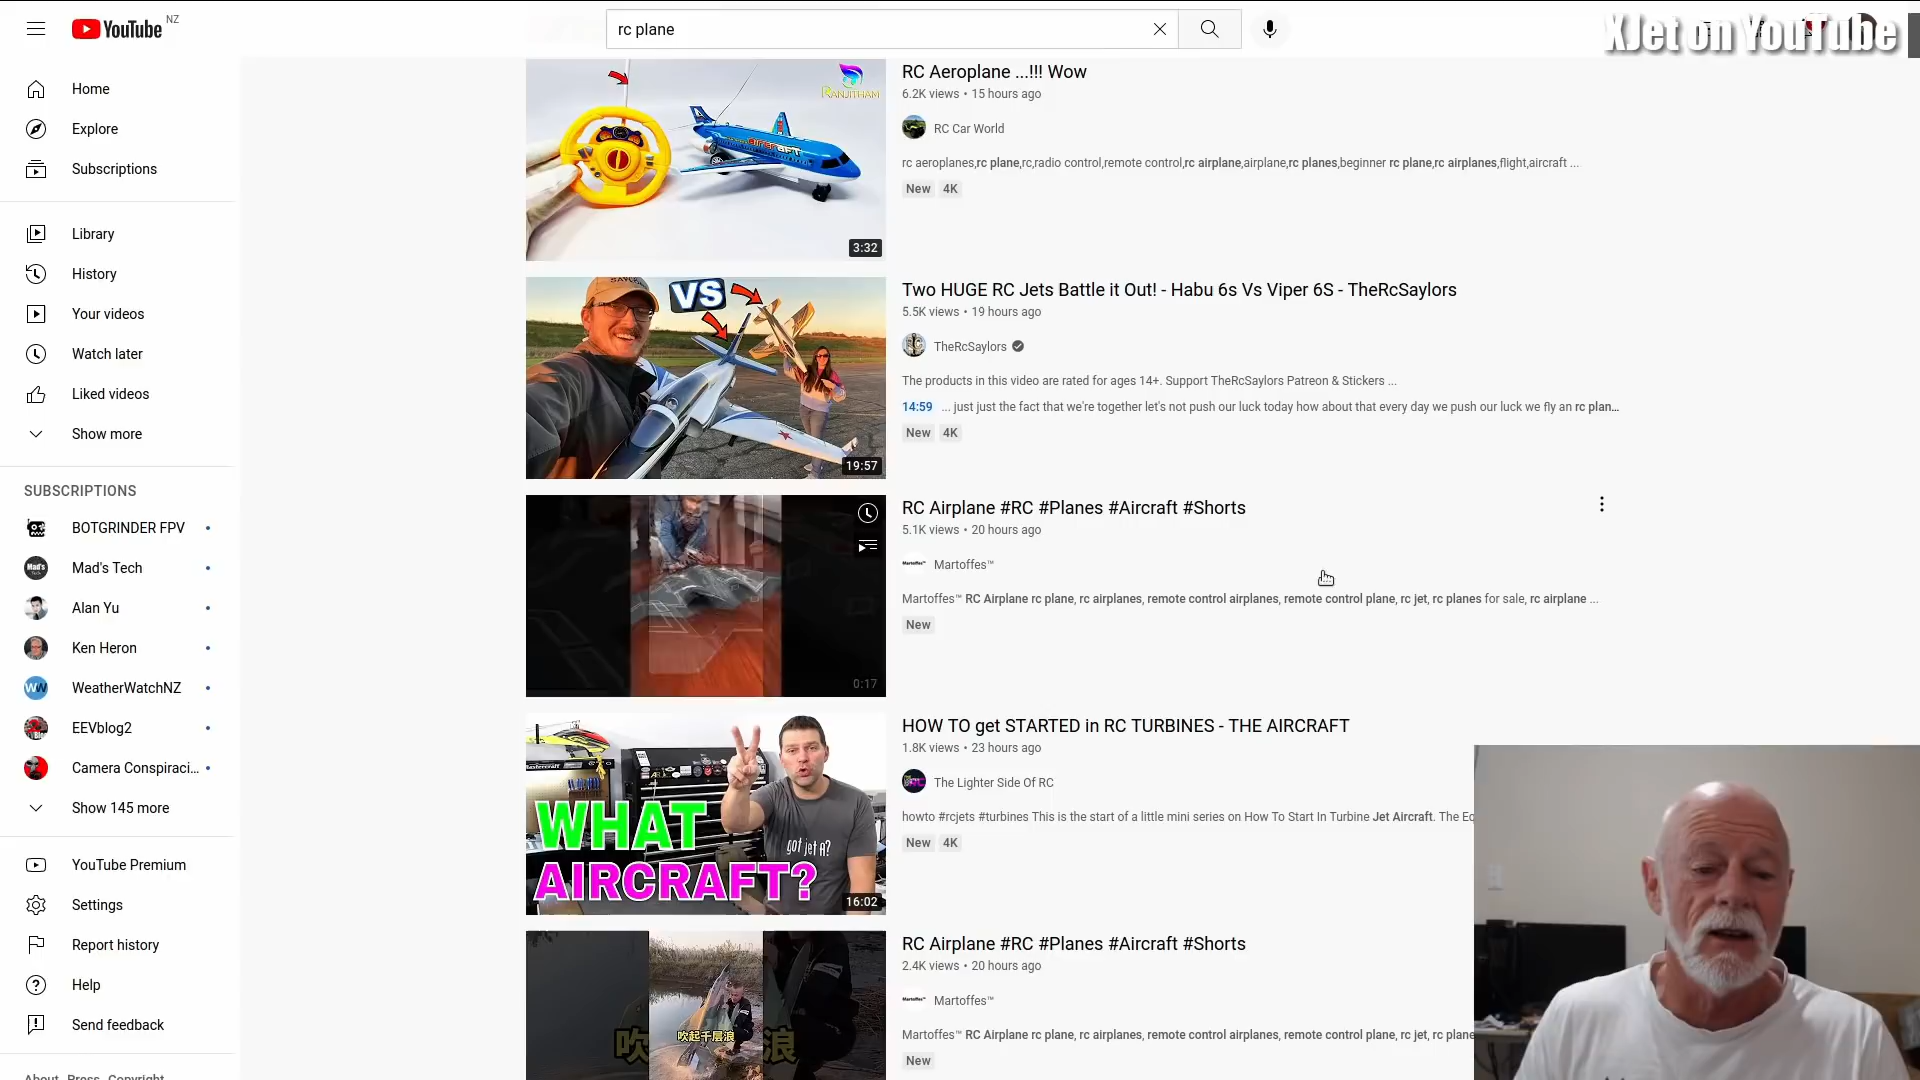 YouTube NZ
rc plane
XJet on YouTube
Home
Explore
Subscriptions
Library
History
Your videos
Watch later
Liked videos
Show more
SUBSCRIPTIONS
BOTGRINDER FPV
Mad's Tech
Alan Yu
Ken Heron
WeatherWatchNZ
EEVblog2
Camera Conspiraci...
Show 145 more
YouTube Premium
Settings
Report history
Help
Send feedback
About Press Copyright
RANJITHAM
3:32
RC Aeroplane ...!!! Wow
6.2K views • 15 hours ago
RC Car World
rc aeroplanes,rc plane,rc,radio control,remote control,rc airplane,airplane,rc planes,beginner rc plane,rc airplanes,flight,aircraft ...
New 4K
VS
19:57
Two HUGE RC Jets Battle it Out! - Habu 6s Vs Viper 6S - TheRcSaylors
5.5K views • 19 hours ago
TheRcSaylors
The products in this video are rated for ages 14+. Support TheRcSaylors Patreon & Stickers ...
14:59 ... just just the fact that we're together let's not push our luck today how about that every day we push our luck we fly an rc plan...
New 4K
0:17
RC Airplane #RC #Planes #Aircraft #Shorts
5.1K views • 20 hours ago
Martoffes™
Martoffes™ RC Airplane rc plane, rc airplanes, remote control airplanes, remote control plane, rc jet, rc planes for sale, rc airplane ...
New
WHAT
AIRCRAFT?
got jet A?
16:02
HOW TO get STARTED in RC TURBINES - THE AIRCRAFT
1.8K views • 23 hours ago
The Lighter Side Of RC
howto #rcjets #turbines This is the start of a little mini series on How To Start In Turbine Jet Aircraft. The Eq
New 4K
吹起千层浪
RC Airplane #RC #Planes #Aircraft #Shorts
2.4K views • 20 hours ago
Martoffes™
Martoffes™ RC Airplane rc plane, rc airplanes, remote control airplanes, remote control plane, rc jet, rc plane
New